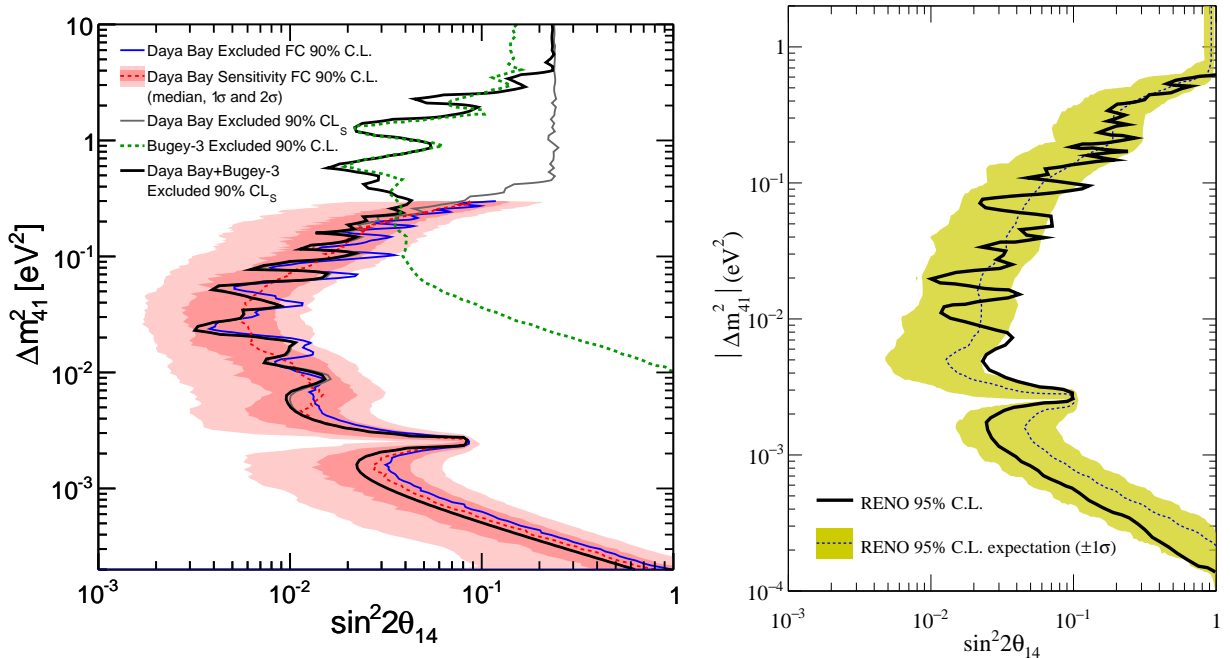 10
1
10⁻¹
10⁻²
10⁻³
Δm²₄₁ [eV²]
Daya Bay Excluded FC 90% C.L.
Daya Bay Sensitivity FC 90% C.L.
(median, 1σ and 2σ)
Daya Bay Excluded 90% CLₛ
Bugey-3 Excluded 90% C.L.
Daya Bay+Bugey-3
Excluded 90% CLₛ
10⁻³ 10⁻² 10⁻¹ 1
sin²2θ₁₄
1
10⁻¹
10⁻²
10⁻³
10⁻⁴
|Δm²₄₁| (eV²)
RENO 95% C.L.
RENO 95% C.L. expectation (±1σ)
10⁻³ 10⁻² 10⁻¹ 1
sin²2θ₁₄